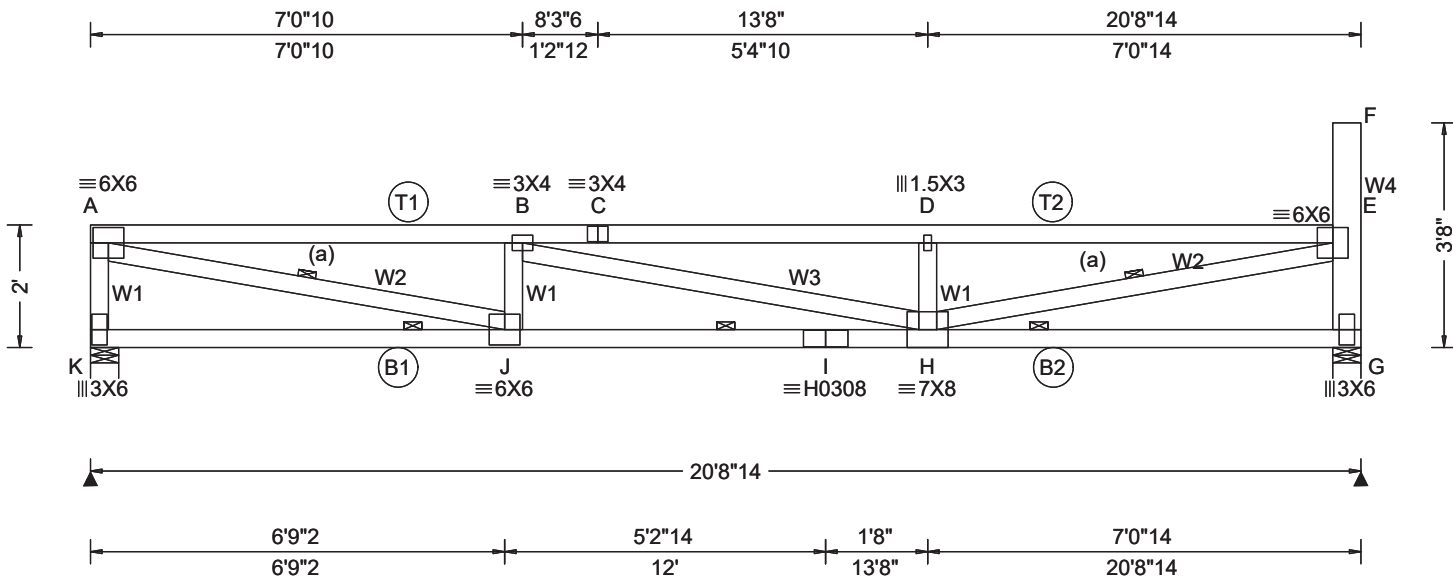 7'0"10 8'3"6 13'8" 20'8"14
7'0"10 1'2"12 5'4"10 7'0"14
F
≡6X6 ≡3X4 ≡3X4 |||1.5X3 W4
A T1 B C D T2 ≡6X6 E
(a) (a)
W2 W3 W2
2' W1 W1 W1 3'8"
K B1 J I H B2 G
|||3X6 ≡6X6 ≡H0308 ≡7X8 |||3X6
20'8"14
6'9"2 5'2"14 1'8" 7'0"14
6'9"2 12' 13'8" 20'8"14